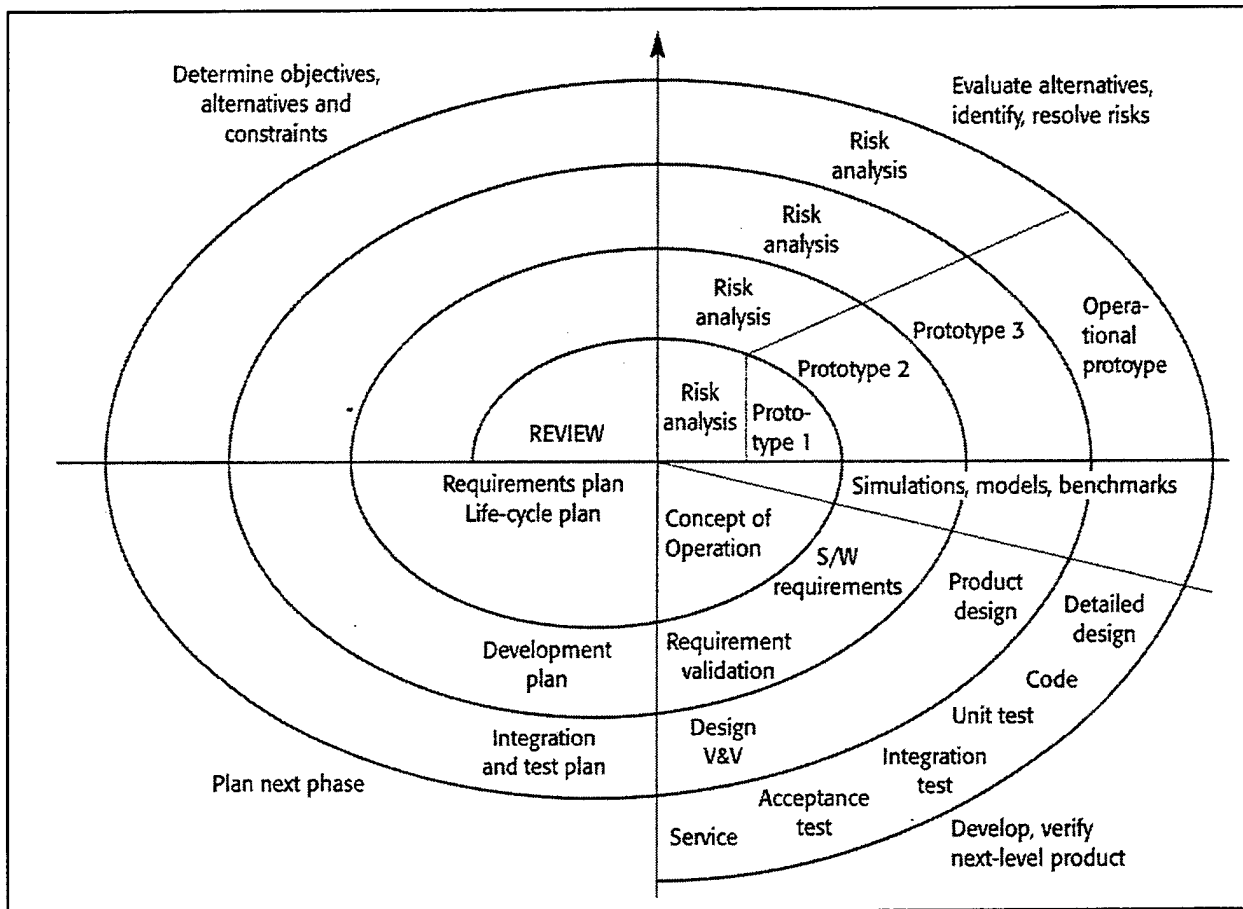 Determine objectives,
alternatives and
constraints
Evaluate alternatives,
identify, resolve risks
Risk
analysis
Risk
analysis
Risk
analysis
Risk
analysis
Proto-
type 1
Prototype 2
Prototype 3
Opera-
tional
protoype
REVIEW
Requirements plan
Life-cycle plan
Simulations, models, benchmarks
Concept of
Operation
S/W
requirements
Product
design
Detailed
design
Development
plan
Requirement
validation
Code
Unit test
Integration
and test plan
Design
V&V
Integration
test
Plan next phase
Acceptance
test
Service
Develop, verify
next-level product